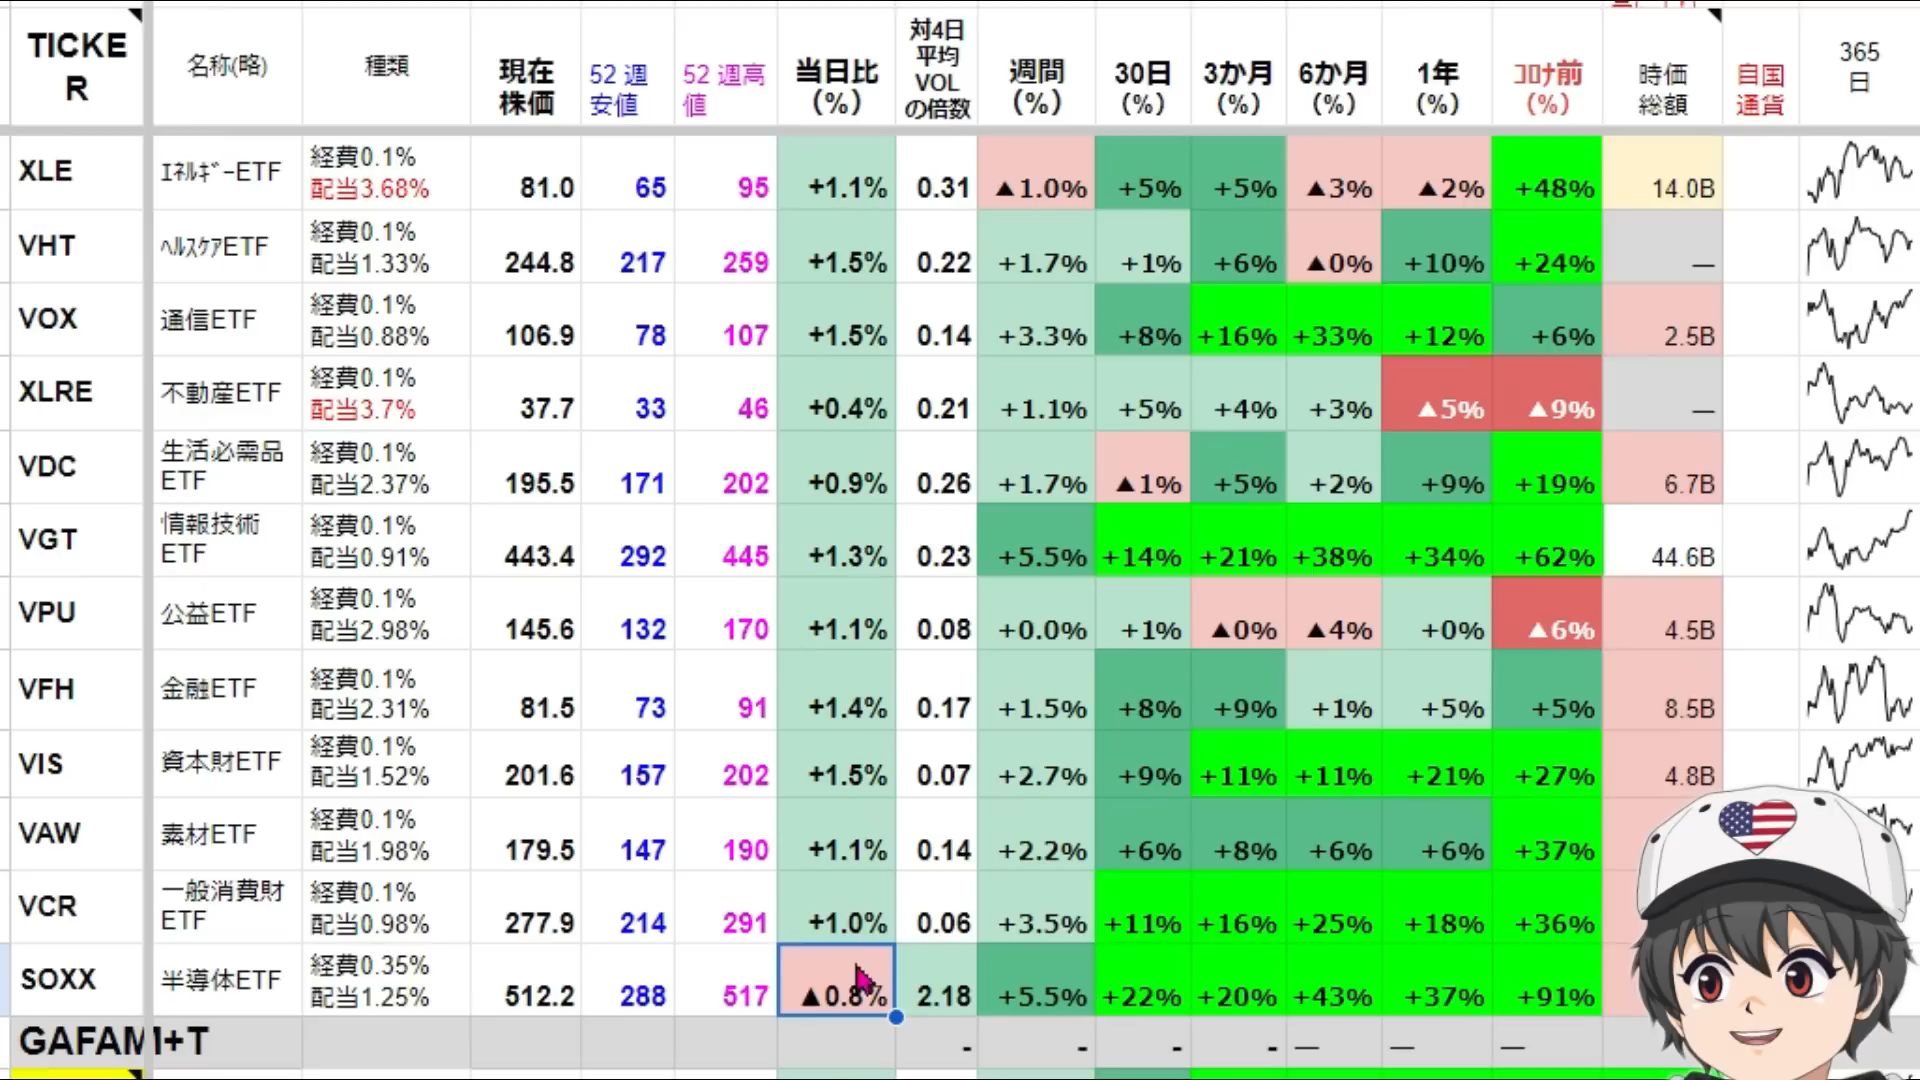 TICKE
R
名称(略)
種類
現在
株価
52 週
安値
52 週高
値
当日比
(%)
対4日
平均
VOL
の倍数
週間
(%)
30日
(%)
3か月
(%)
6か月
(%)
1年
(%)
ｺﾛﾅ前
(%)
時価
総額
自国
通貨
365
日
XLE ｴﾈﾙｷﾞｰETF 経費0.1%
配当3.68% 81.0 65 95 +1.1% 0.31 ▲1.0% +5% +5% ▲3% ▲2% +48% 14.0B
VHT ﾍﾙｽｹｱETF 経費0.1%
配当1.33% 244.8 217 259 +1.5% 0.22 +1.7% +1% +6% ▲0% +10% +24% —
VOX 通信ETF 経費0.1%
配当0.88% 106.9 78 107 +1.5% 0.14 +3.3% +8% +16% +33% +12% +6% 2.5B
XLRE 不動産ETF 経費0.1%
配当3.7% 37.7 33 46 +0.4% 0.21 +1.1% +5% +4% +3% ▲5% ▲9% —
VDC 生活必需品
ETF 経費0.1%
配当2.37% 195.5 171 202 +0.9% 0.26 +1.7% ▲1% +5% +2% +9% +19% 6.7B
VGT 情報技術
ETF 経費0.1%
配当0.91% 443.4 292 445 +1.3% 0.23 +5.5% +14% +21% +38% +34% +62% 44.6B
VPU 公益ETF 経費0.1%
配当2.98% 145.6 132 170 +1.1% 0.08 +0.0% +1% ▲0% ▲4% +0% ▲6% 4.5B
VFH 金融ETF 経費0.1%
配当2.31% 81.5 73 91 +1.4% 0.17 +1.5% +8% +9% +1% +5% +5% 8.5B
VIS 資本財ETF 経費0.1%
配当1.52% 201.6 157 202 +1.5% 0.07 +2.7% +9% +11% +11% +21% +27% 4.8B
VAW 素材ETF 経費0.1%
配当1.98% 179.5 147 190 +1.1% 0.14 +2.2% +6% +8% +6% +6% +37%
VCR 一般消費財
ETF 経費0.1%
配当0.98% 277.9 214 291 +1.0% 0.06 +3.5% +11% +16% +25% +18% +36%
SOXX 半導体ETF 経費0.35%
配当1.25% 512.2 288 517 ▲0.8% 2.18 +5.5% +22% +20% +43% +37% +91%
GAFAM+T - - - - — — —